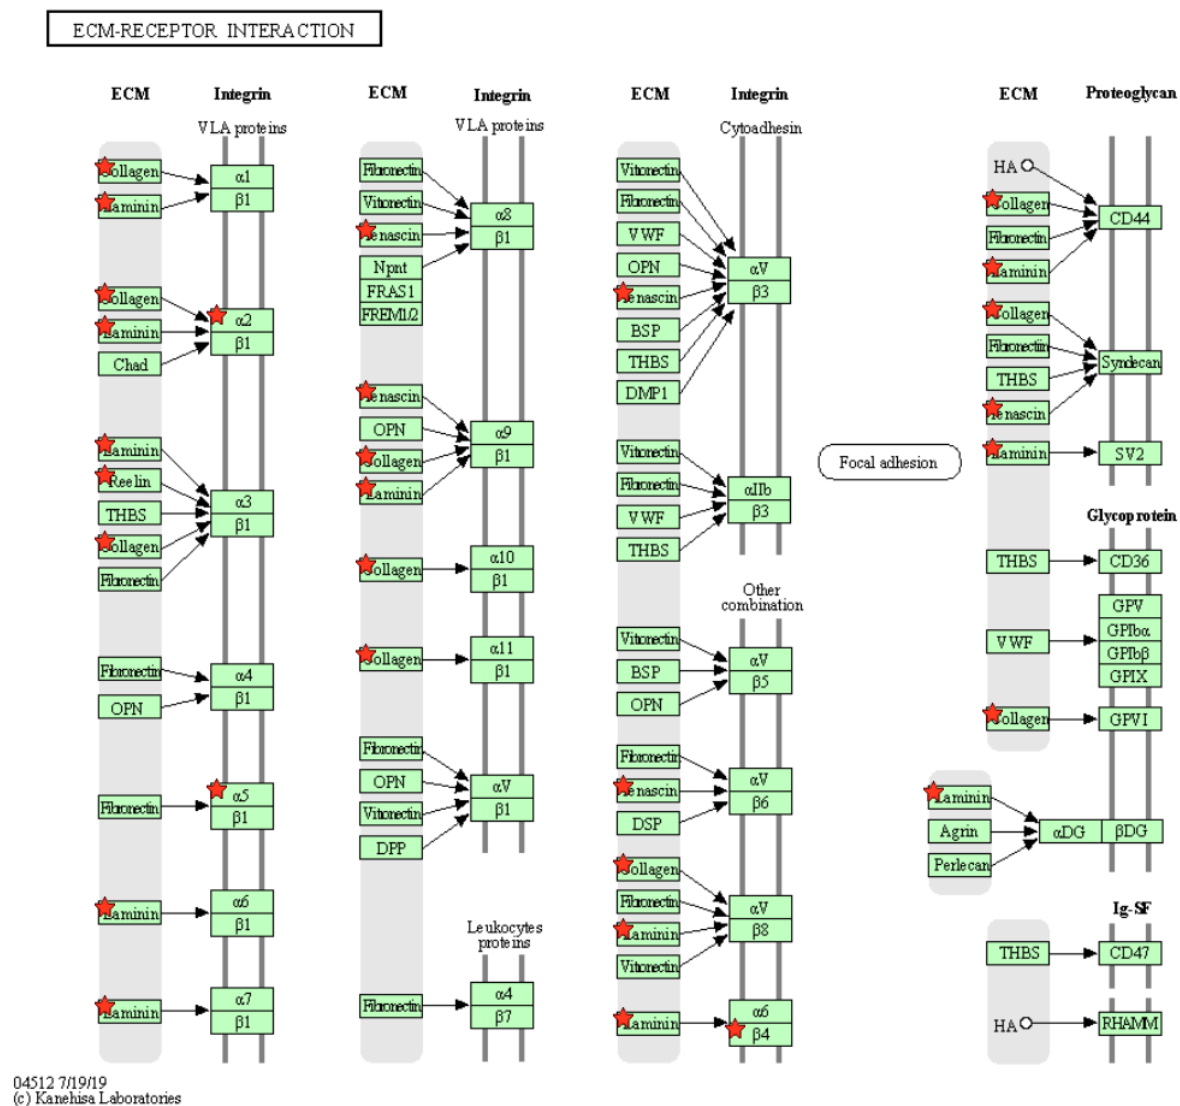 ECM-RECEPTOR INTERACTION
ECM
Integrin
VLA proteins
Collagen
Laminin
α1
β1
Collagen
Laminin
Chad
α2
β1
Laminin
Reelin
THBS
Collagen
Fibronectin
α3
β1
Fibronectin
OPN
α4
β1
Fibronectin
α5
β1
Laminin
α6
β1
Laminin
α7
β1
ECM
Integrin
VLA proteins
Fibronectin
Vitronectin
Tenascin
Npnt
FRAS1
FREM1/2
α8
β1
Tenascin
OPN
Collagen
Laminin
α9
β1
Collagen
α10
β1
Collagen
α11
β1
Fibronectin
OPN
Vitronectin
DPP
αV
β1
Leukocytes
proteins
Fibronectin
α4
β7
ECM
Integrin
Cytoadhesin
Vitronectin
Fibronectin
VWF
OPN
Tenascin
BSP
THBS
DMP1
αV
β3
Vitronectin
Fibronectin
VWF
THBS
αIIb
β3
Other
combination
Vitronectin
BSP
OPN
αV
β5
Fibronectin
Tenascin
DSP
αV
β6
Collagen
Fibronectin
Laminin
Vitronectin
αV
β8
Laminin
α6
β4
Focal adhesion
ECM
Proteoglycan
HA
Collagen
Fibronectin
Laminin
CD44
Collagen
Fibronectin
THBS
Tenascin
Syndecan
Laminin
SV2
Glycoprotein
THBS
CD36
VWF
GPV
GPIbα
GPIbβ
GPIX
Collagen
GPVI
Laminin
Agrin
Perlecan
αDG
βDG
Ig-SF
THBS
CD47
HA
RHAMM
04512 7/19/19
(c) Kanehisa Laboratories